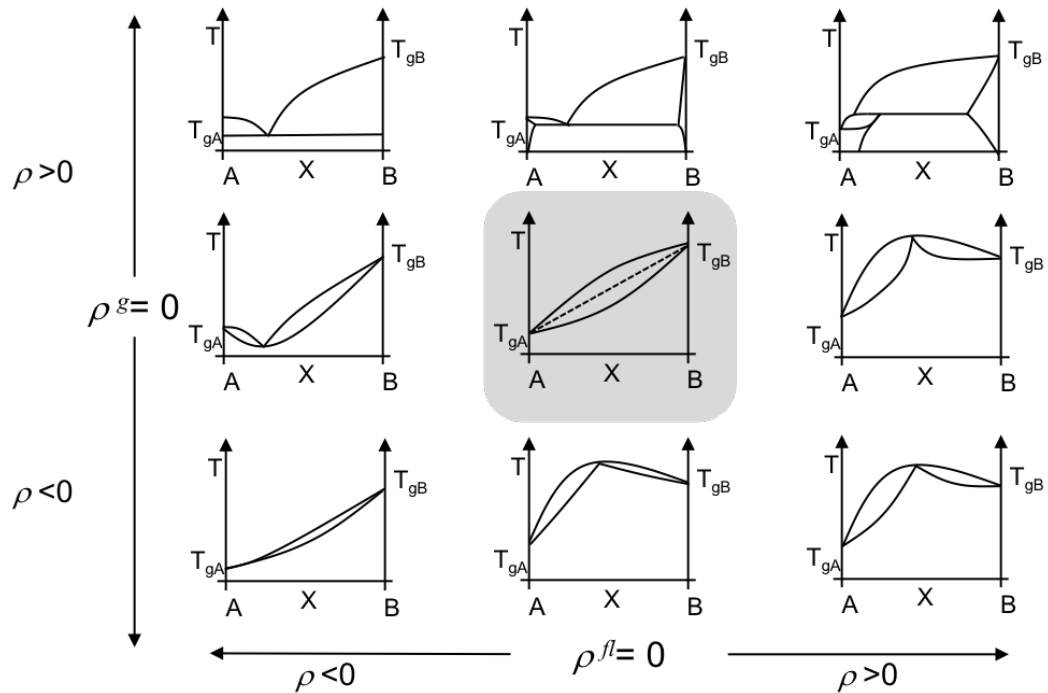 T T_gB T_gA A X B
T T_gB T_gA A X B
T T_gB T_gA A X B
ρ >0
T T_gB T_gA A X B
T T_gB T_gA A X B
T T_gB T_gA A X B
ρ^g = 0
T T_gB T_gA A X B
T T_gB T_gA A X B
T T_gB T_gA A X B
ρ <0
ρ<0
ρ^fl = 0
ρ>0